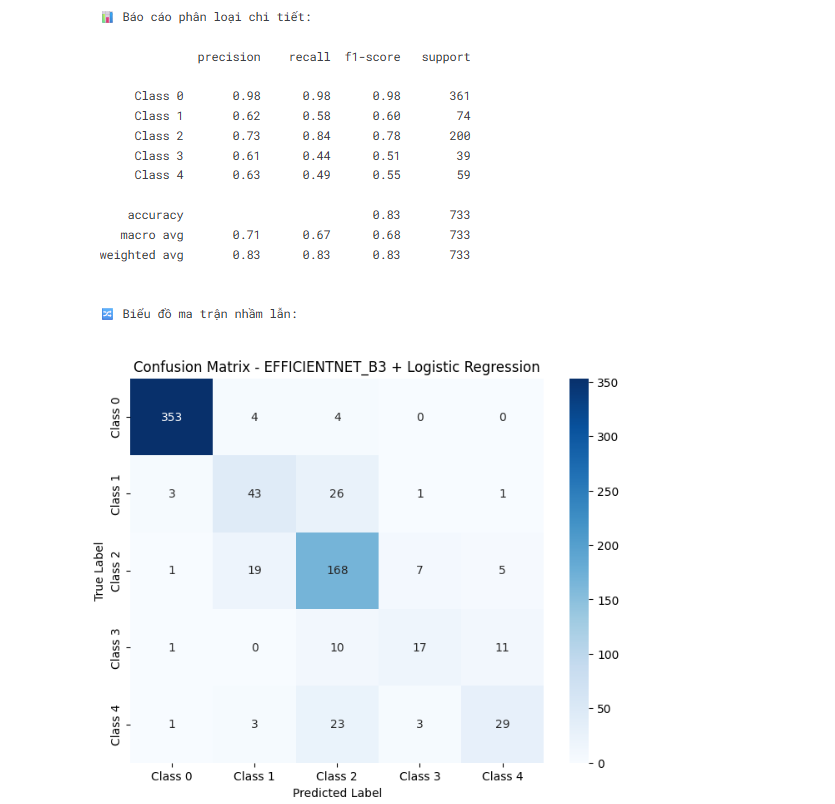 📊 Báo cáo phân loại chi tiết:
precision recall f1-score support
Class 0 0.98 0.98 0.98 361
Class 1 0.62 0.58 0.60 74
Class 2 0.73 0.84 0.78 200
Class 3 0.61 0.44 0.51 39
Class 4 0.63 0.49 0.55 59
accuracy 0.83 733
macro avg 0.71 0.67 0.68 733
weighted avg 0.83 0.83 0.83 733
🔀 Biểu đồ ma trận nhầm lẫn:
Confusion Matrix - EFFICIENTNET_B3 + Logistic Regression
True Label
Class 0 353 4 4 0 0
Class 1 3 43 26 1 1
Class 2 1 19 168 7 5
Class 3 1 0 10 17 11
Class 4 1 3 23 3 29
Class 0 Class 1 Class 2 Class 3 Class 4
Predicted Label
350
300
250
200
150
100
50
0